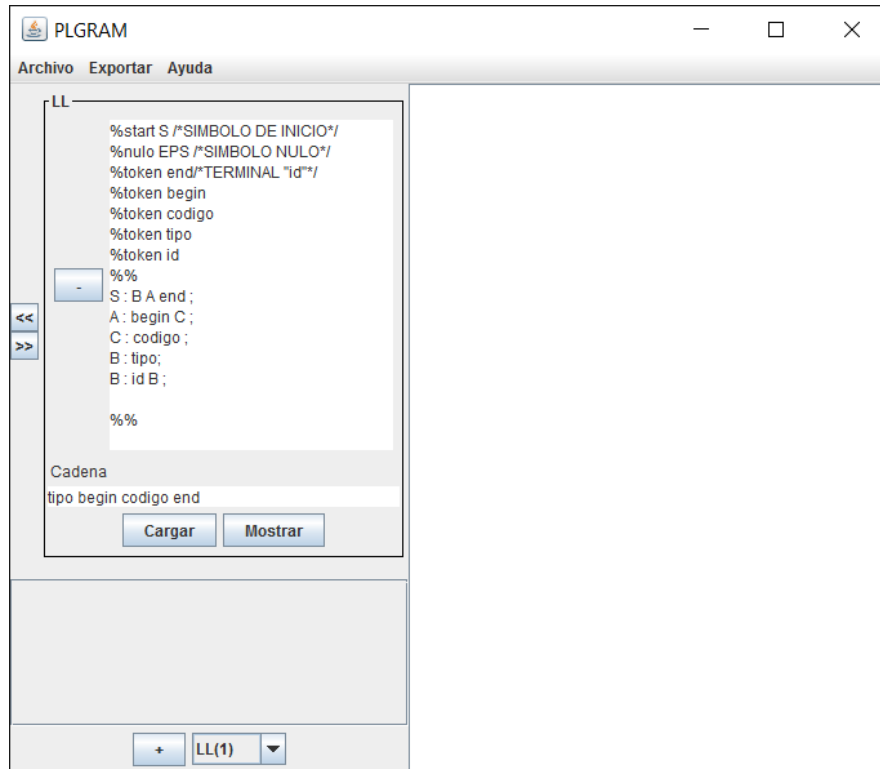 PLGRAM
Archivo Exportar Ayuda
LL
%start S /*SIMBOLO DE INICIO*/
%nulo EPS /*SIMBOLO NULO*/
%token end/*TERMINAL "id"*/
%token begin
%token codigo
%token tipo
%token id
%%
-
S : B A end ;
<<
A : begin C ;
>>
C : codigo ;
B : tipo;
B : id B ;
%%
Cadena
tipo begin codigo end
Cargar Mostrar
+ LL(1)